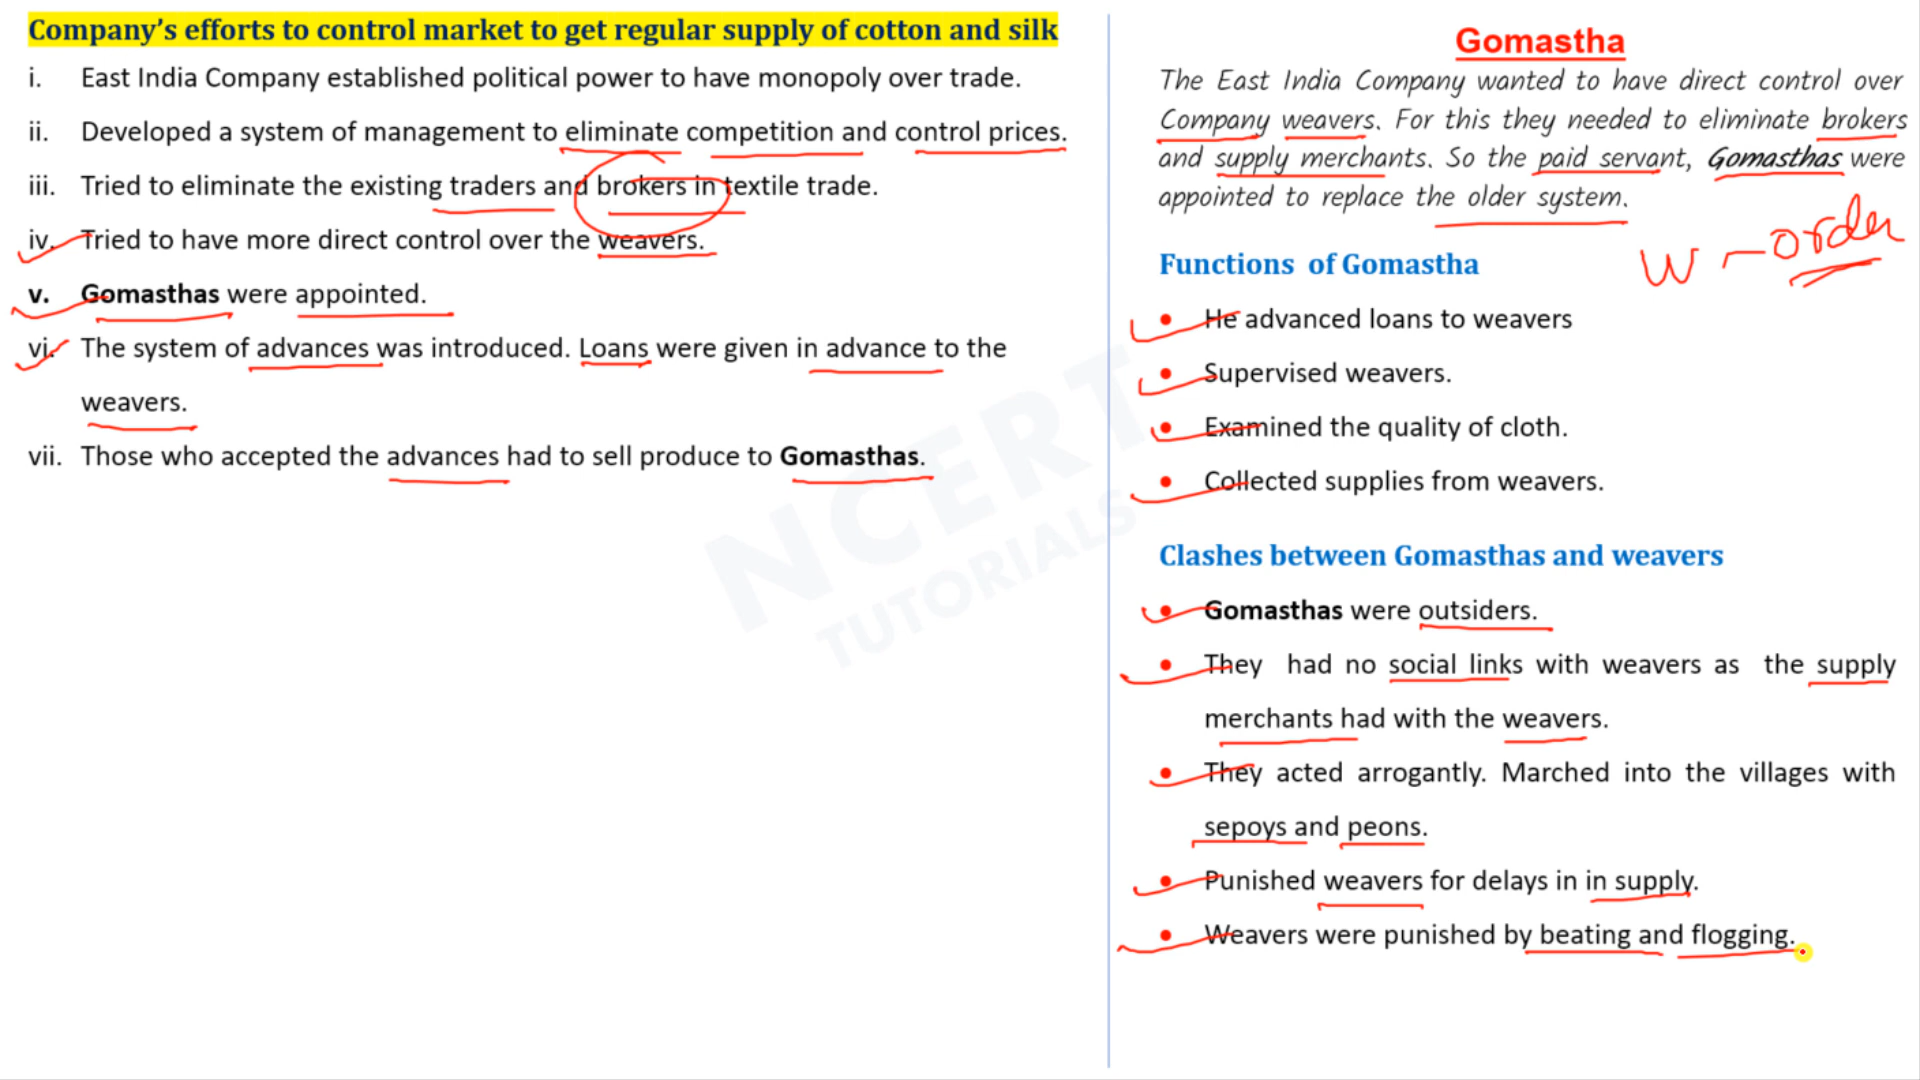 Company's efforts to control market to get regular supply of cotton and silk
i. East India Company established political power to have monopoly over trade.
ii. Developed a system of management to eliminate competition and control prices.
iii. Tried to eliminate the existing traders and brokers in textile trade.
iv. Tried to have more direct control over the weavers.
v. Gomasthas were appointed.
vi. The system of advances was introduced. Loans were given in advance to the
weavers.
vii. Those who accepted the advances had to sell produce to Gomasthas.
Gomastha
The East India Company wanted to have direct control over
Company weavers. For this they needed to eliminate brokers
and supply merchants. So the paid servant, Gomasthas were
appointed to replace the older system.
W - order
Functions of Gomastha
• He advanced loans to weavers
• Supervised weavers.
• Examined the quality of cloth.
• Collected supplies from weavers.
Clashes between Gomasthas and weavers
• Gomasthas were outsiders.
• They had no social links with weavers as the supply
merchants had with the weavers.
• They acted arrogantly. Marched into the villages with
sepoys and peons.
• Punished weavers for delays in in supply.
• Weavers were punished by beating and flogging.
NCERT
TUTORIALS